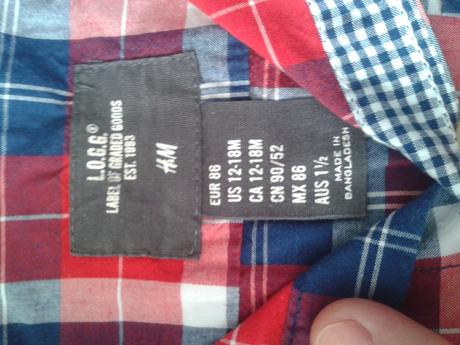 L.O.G.G.®
LABEL OF GRADED GOODS
EST. 1993
H&M
EUR 86
US 12-18M
CA 12-18M
CN 90/52
MX 86
AUS 1½
MADE IN
BANGLADESH